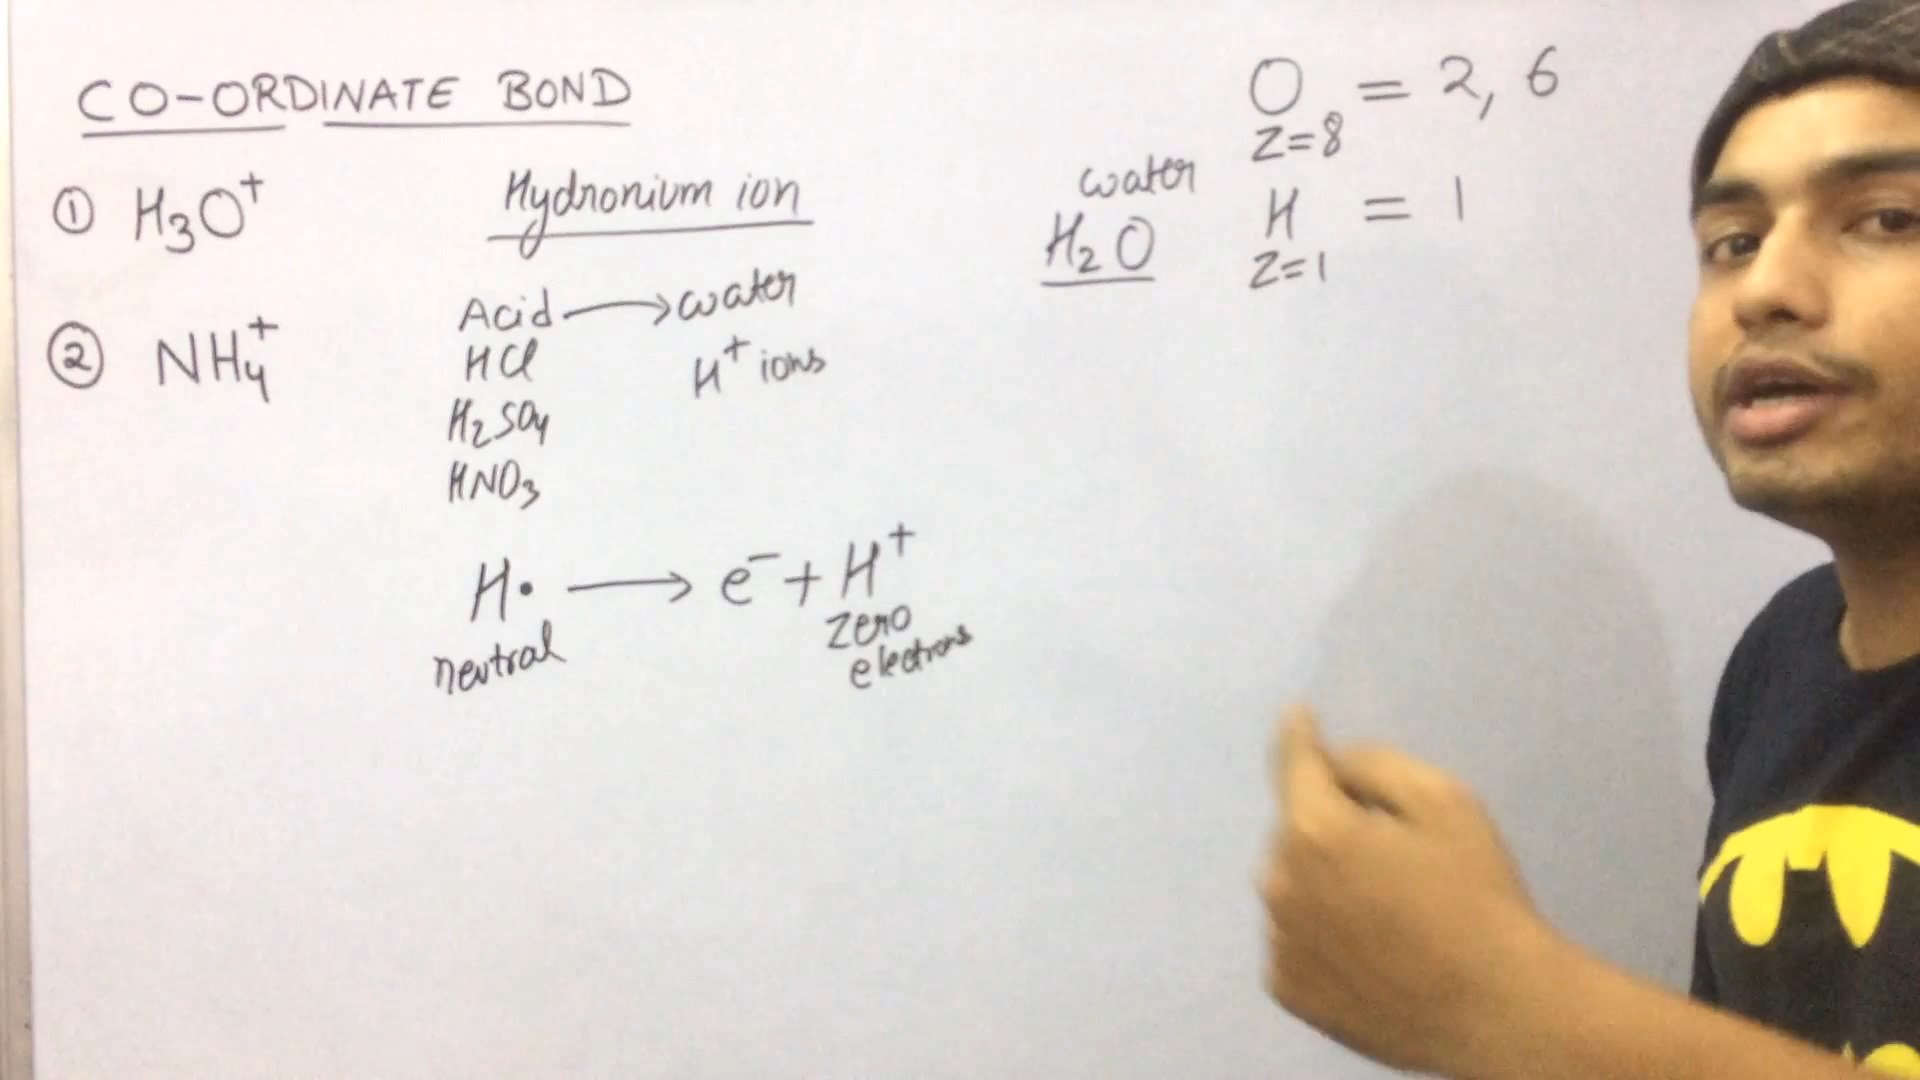 CO-ORDINATE BOND
① H₃O⁺
② NH₄⁺
Hydronium ion
Acid → water
HCl
H⁺ ions
H₂SO₄
HNO₃
H• → e⁻ + H⁺
neutral
zero
electrons
water
H₂O
O = 2, 6
Z=8
H = 1
Z=1